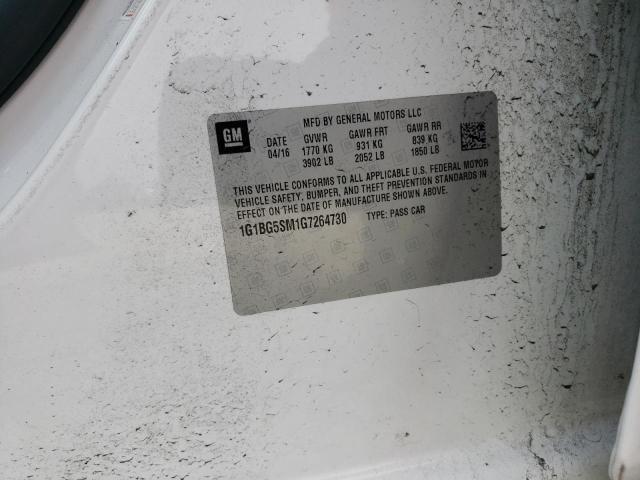 MFD BY GENERAL MOTORS LLC
GM
DATE GVWR GAWR FRT GAWR RR
04/16 1770 KG 931 KG 839 KG
3902 LB 2052 LB 1850 LB
THIS VEHICLE CONFORMS TO ALL APPLICABLE U.S. FEDERAL MOTOR
VEHICLE SAFETY, BUMPER, AND THEFT PREVENTION STANDARDS IN
EFFECT ON THE DATE OF MANUFACTURE SHOWN ABOVE.
1G1BG5SM1G7264730 TYPE: PASS CAR